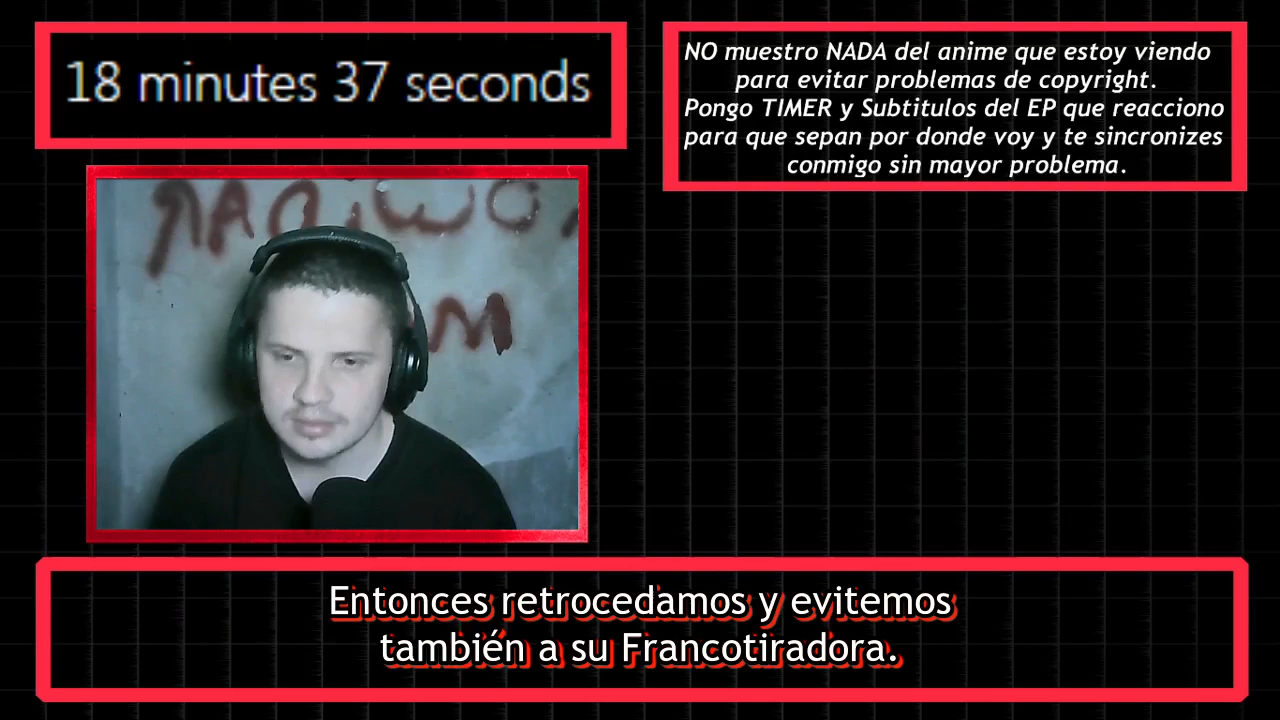 18 minutes 37 seconds
NO muestro NADA del anime que estoy viendo
para evitar problemas de copyright.
Pongo TIMER y Subtitulos del EP que reacciono
para que sepan por donde voy y te sincronizes
conmigo sin mayor problema.
Entonces retrocedamos y evitemos
también a su Francotiradora.